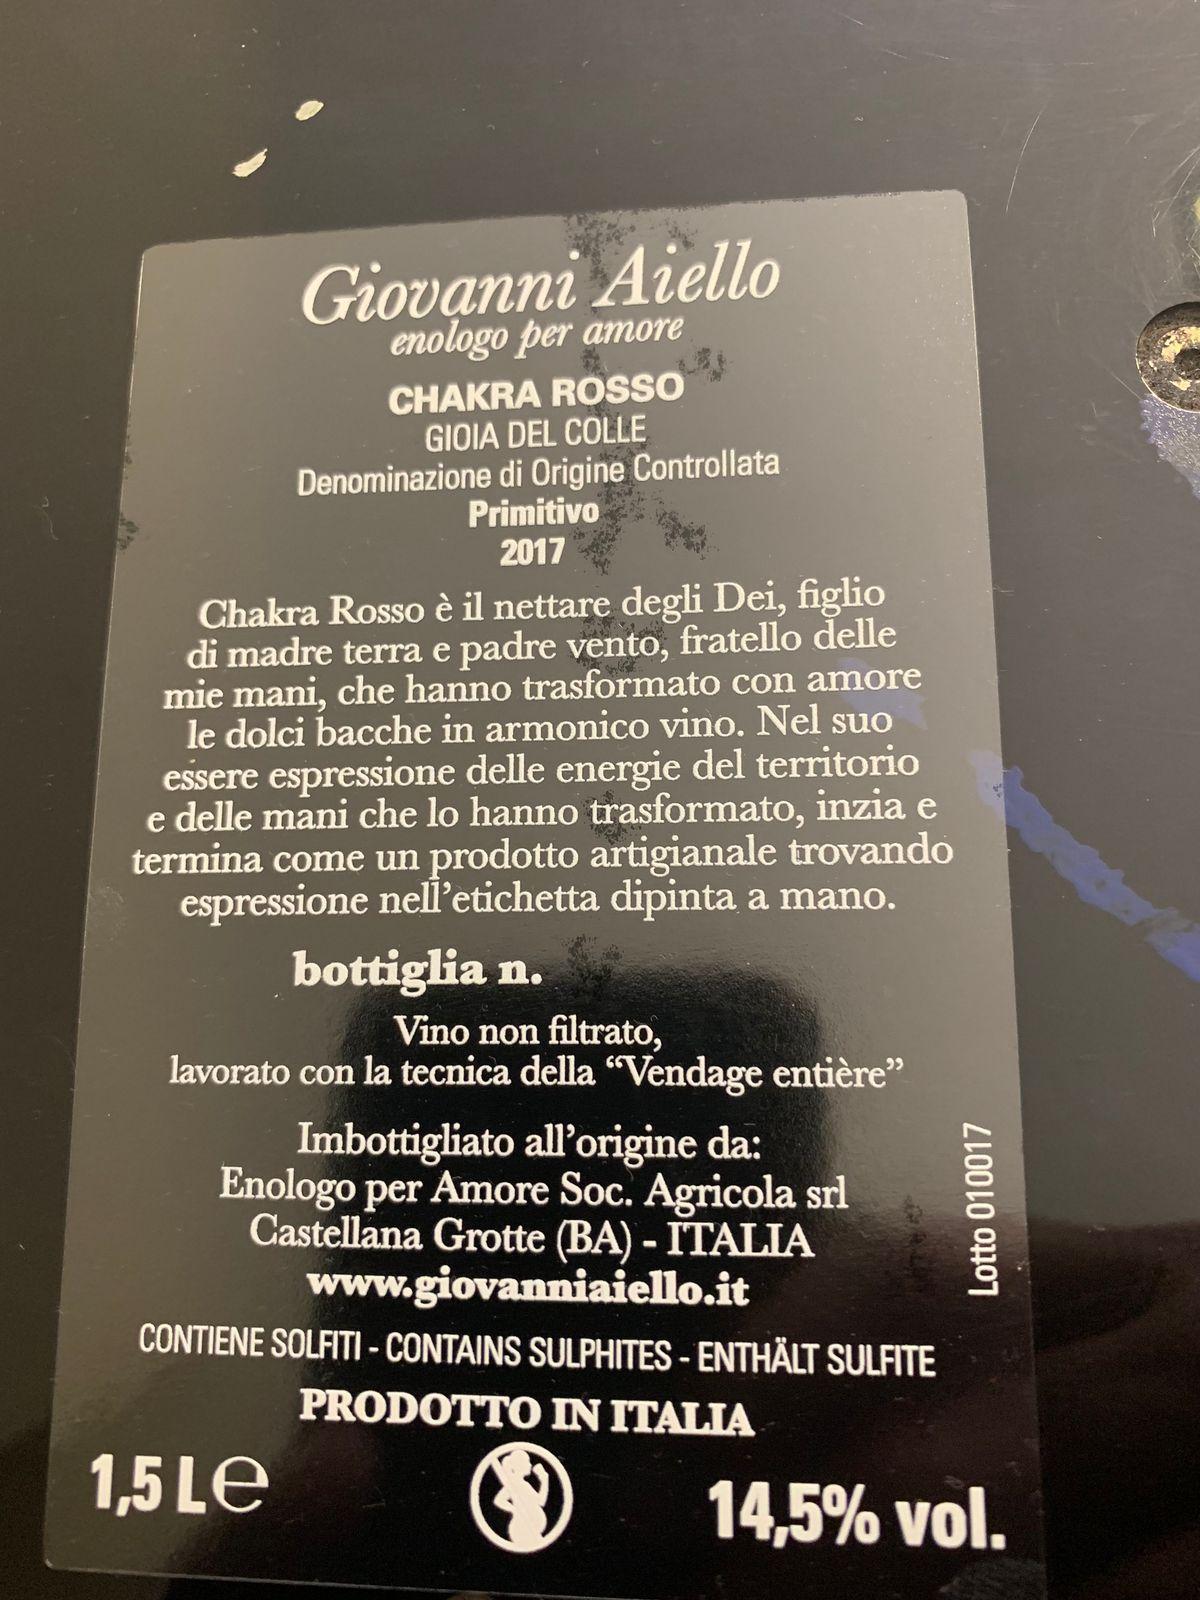 Giovanni Aiello
enologo per amore
CHAKRA ROSSO
GIOIA DEL COLLE
Denominazione di Origine Controllata
Primitivo
2017
Chakra Rosso è il nettare degli Dei, figlio
di madre terra e padre vento, fratello delle
mie mani, che hanno trasformato con amore
le dolci bacche in armonico vino. Nel suo
essere espressione delle energie del territorio
e delle mani che lo hanno trasformato, inzia e
termina come un prodotto artigianale trovando
espressione nell'etichetta dipinta a mano.
bottiglia n.
Vino non filtrato,
lavorato con la tecnica della “Vendage entière”
Imbottigliato all'origine da:
Enologo per Amore Soc. Agricola srl
Castellana Grotte (BA) - ITALIA
www.giovanniaiello.it
Lotto 010017
CONTIENE SOLFITI - CONTAINS SULPHITES - ENTHÄLT SULFITE
PRODOTTO IN ITALIA
1,5 L e
14,5% vol.